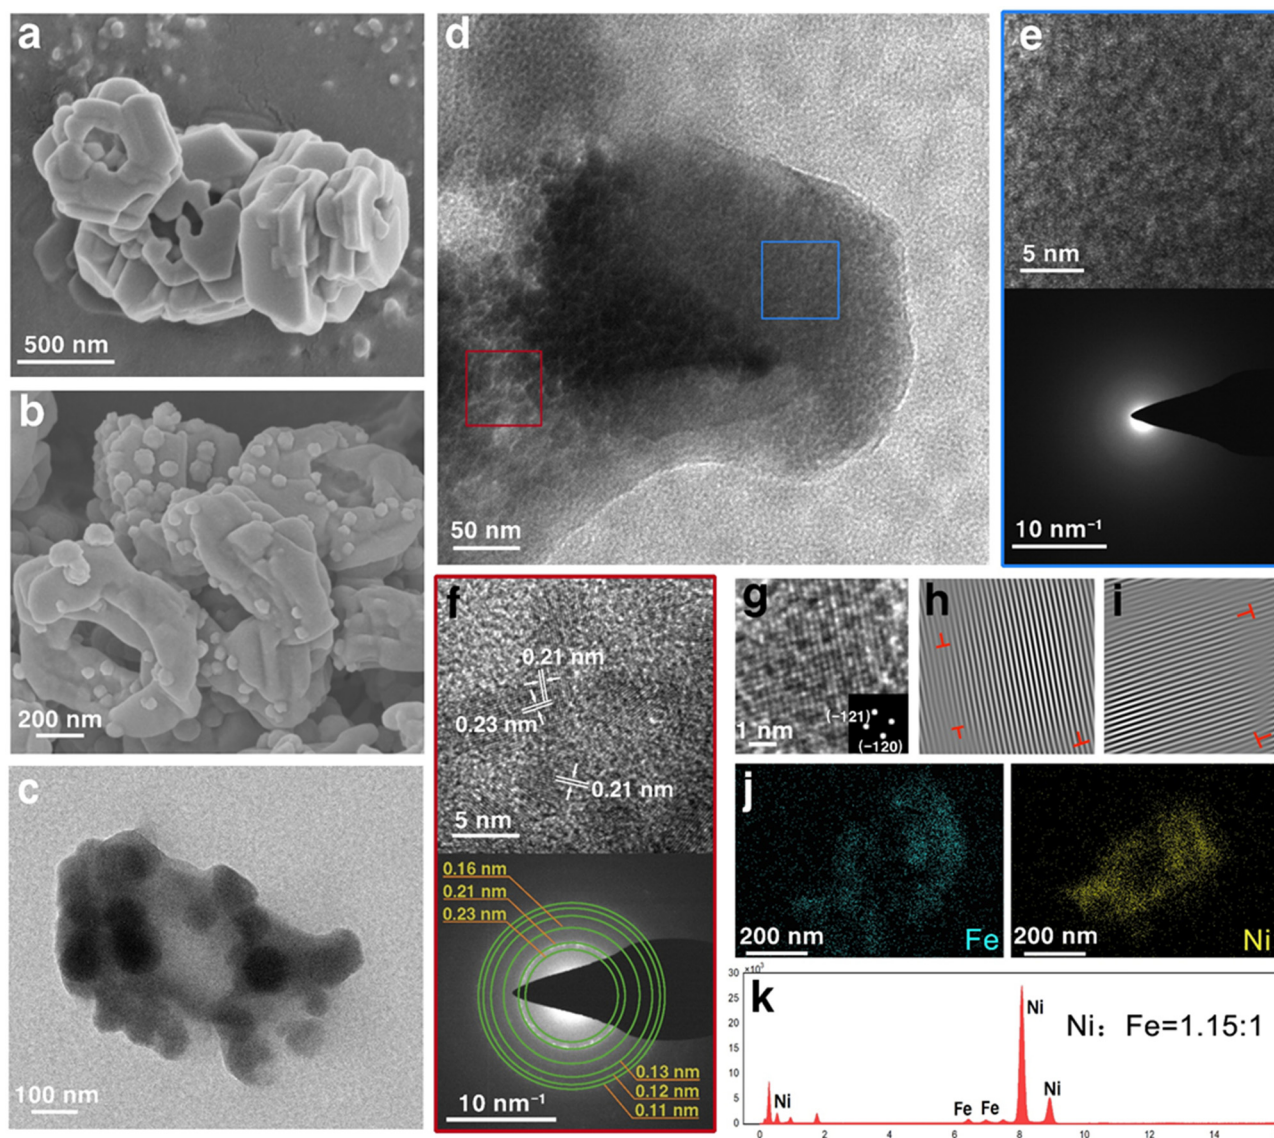 a
500 nm
b
200 nm
c
100 nm
d
50 nm
e
5 nm
10 nm⁻¹
f
0.21 nm
0.23 nm
0.21 nm
5 nm
0.16 nm
0.21 nm
0.23 nm
0.13 nm
0.12 nm
0.11 nm
10 nm⁻¹
g
(−121)
(−120)
1 nm
h
i
j
200 nm
Fe
200 nm
Ni
k
×10³
30
25
20
15
10
5
0
Ni
Fe
Fe
Ni
Ni
Ni：Fe=1.15:1
0 2 4 6 8 10 12 14